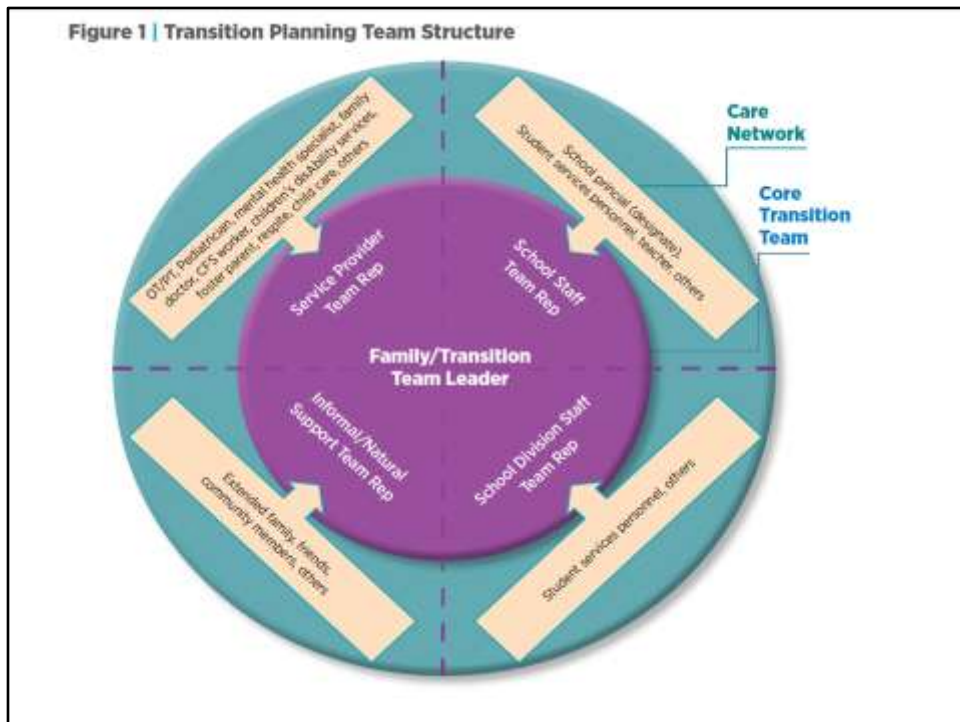 Figure 1 | Transition Planning Team Structure
OT/PT, Pediatrician, mental health specialist, family
doctor, CFS worker, children's disAbility services,
foster parent, respite, child care, others
School princial (designate),
Student services personnel, teacher, others
Care
Network
Core
Transition
Team
Service Provider
Team Rep
School Staff
Team Rep
Family/Transition
Team Leader
Informal/Natural
Support Team Rep
School Division Staff
Team Rep
Extended family, friends,
community members, others
Student services personnel, others